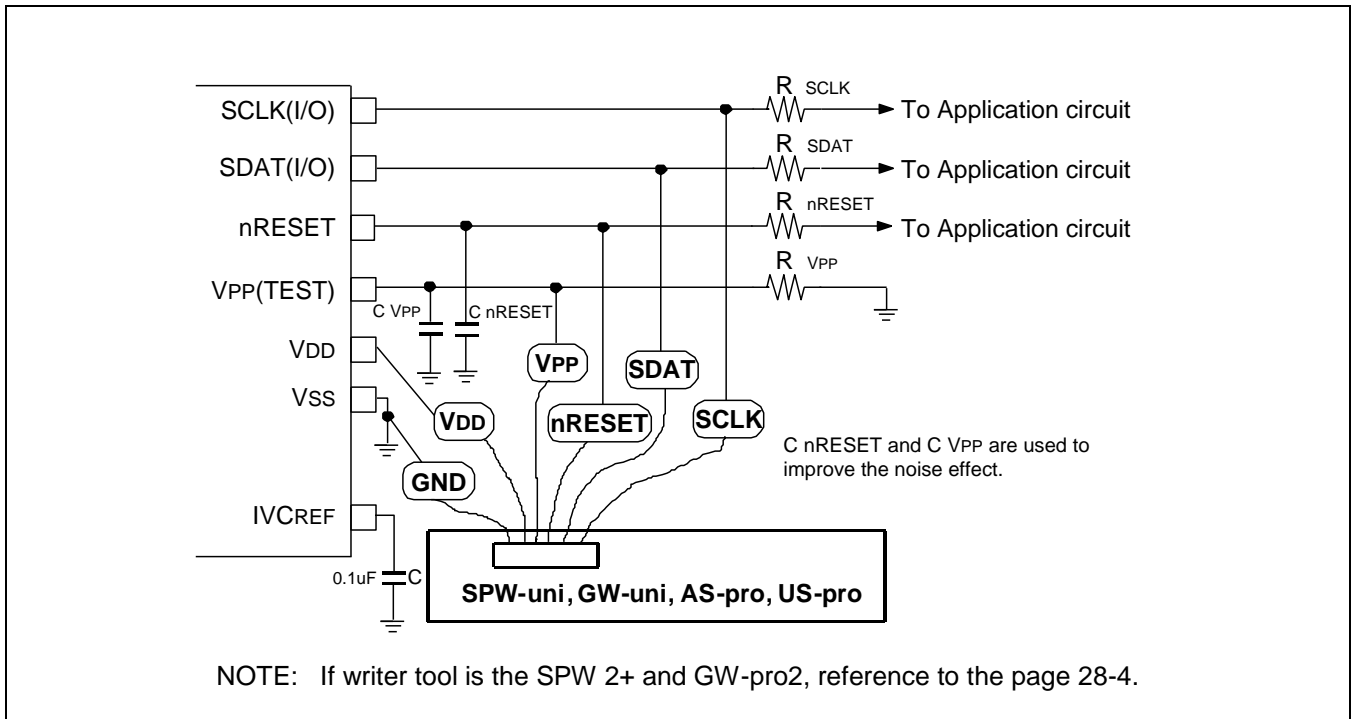 SCLK(I/O)
R SCLK
To Application circuit
SDAT(I/O)
R SDAT
To Application circuit
nRESET
R nRESET
To Application circuit
VPP(TEST)
R VPP
C VPP
C nRESET
VDD
VSS
VPP
SDAT
VDD
nRESET
SCLK
GND
C nRESET and C VPP are used to
improve the noise effect.
IVCREF
0.1uF
C
SPW-uni, GW-uni, AS-pro, US-pro
NOTE: If writer tool is the SPW 2+ and GW-pro2, reference to the page 28-4.